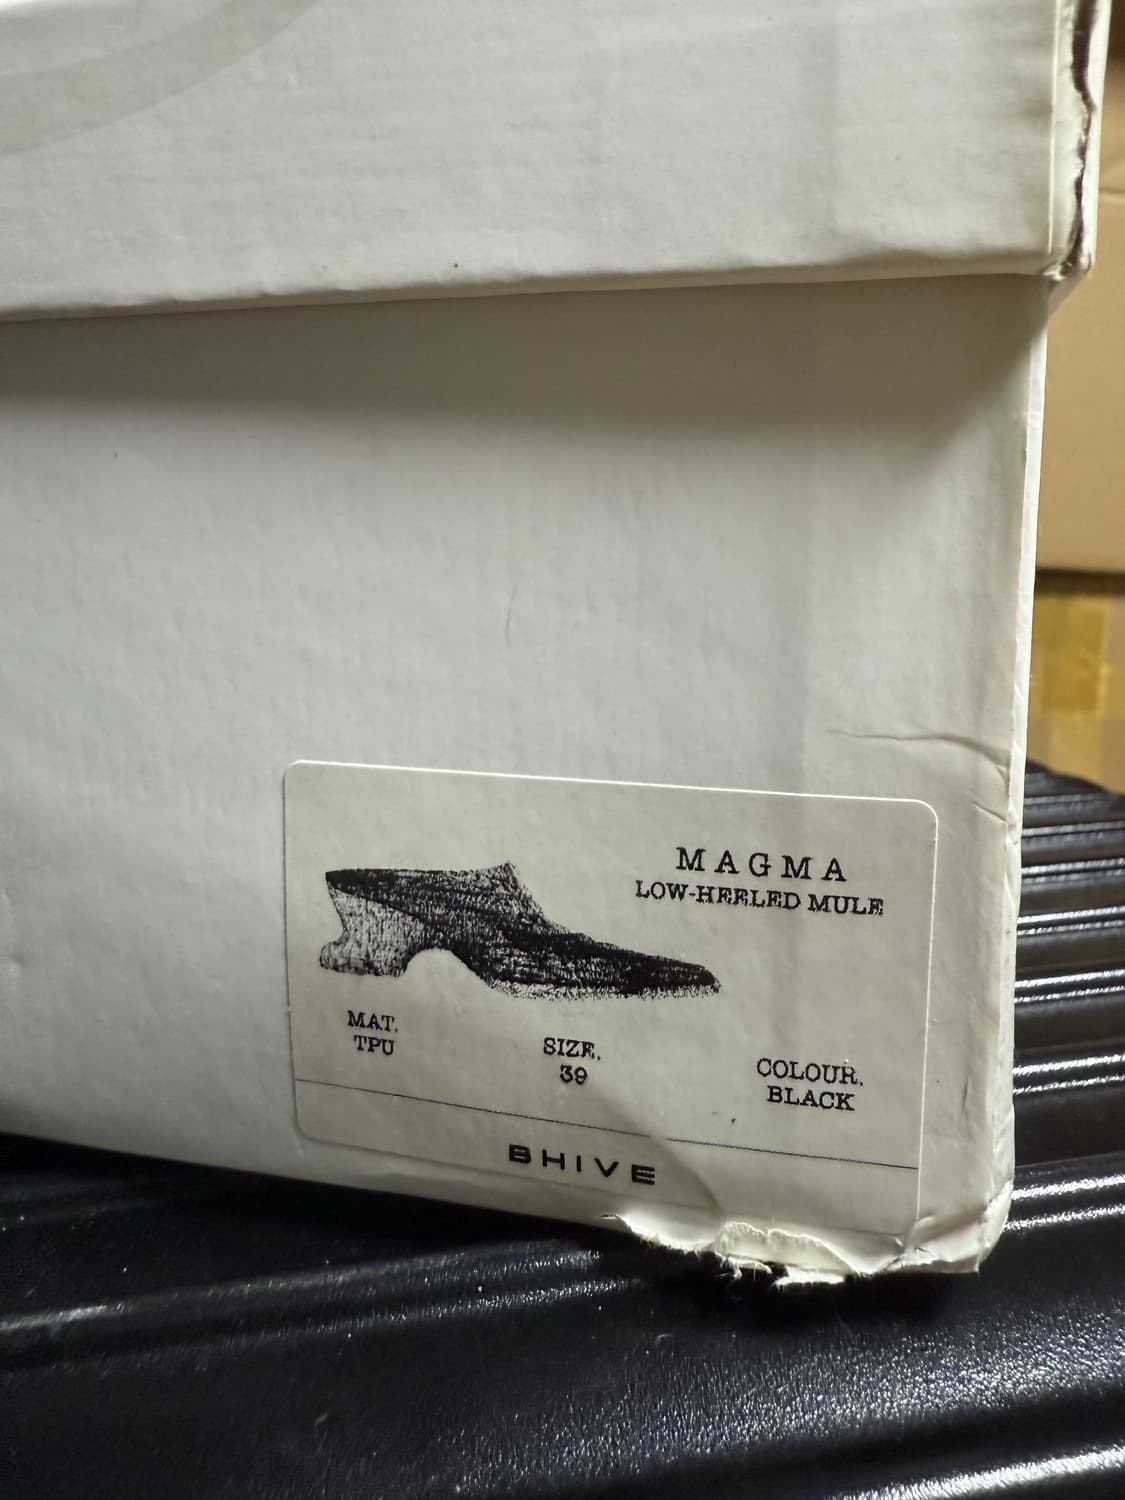 MAGMA
LOW-HEELED MULE
MAT.
TPU
SIZE.
39
COLOUR.
BLACK
BHIVE